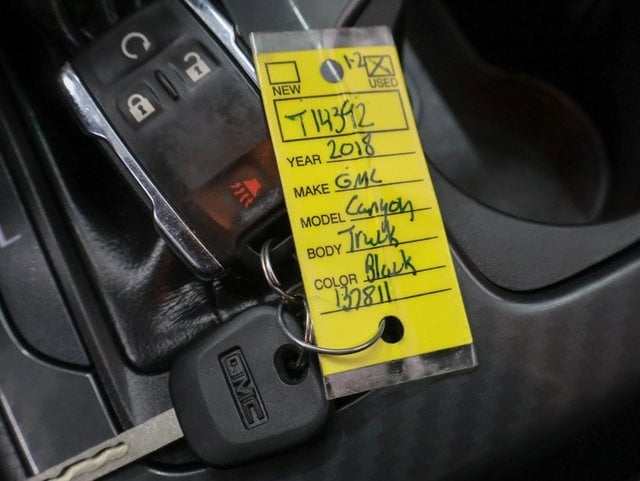 1-2
NEW
USED
T14392
YEAR 2018
MAKE GMC
MODEL Canyon
BODY Truck
COLOR Black
137811
GMC